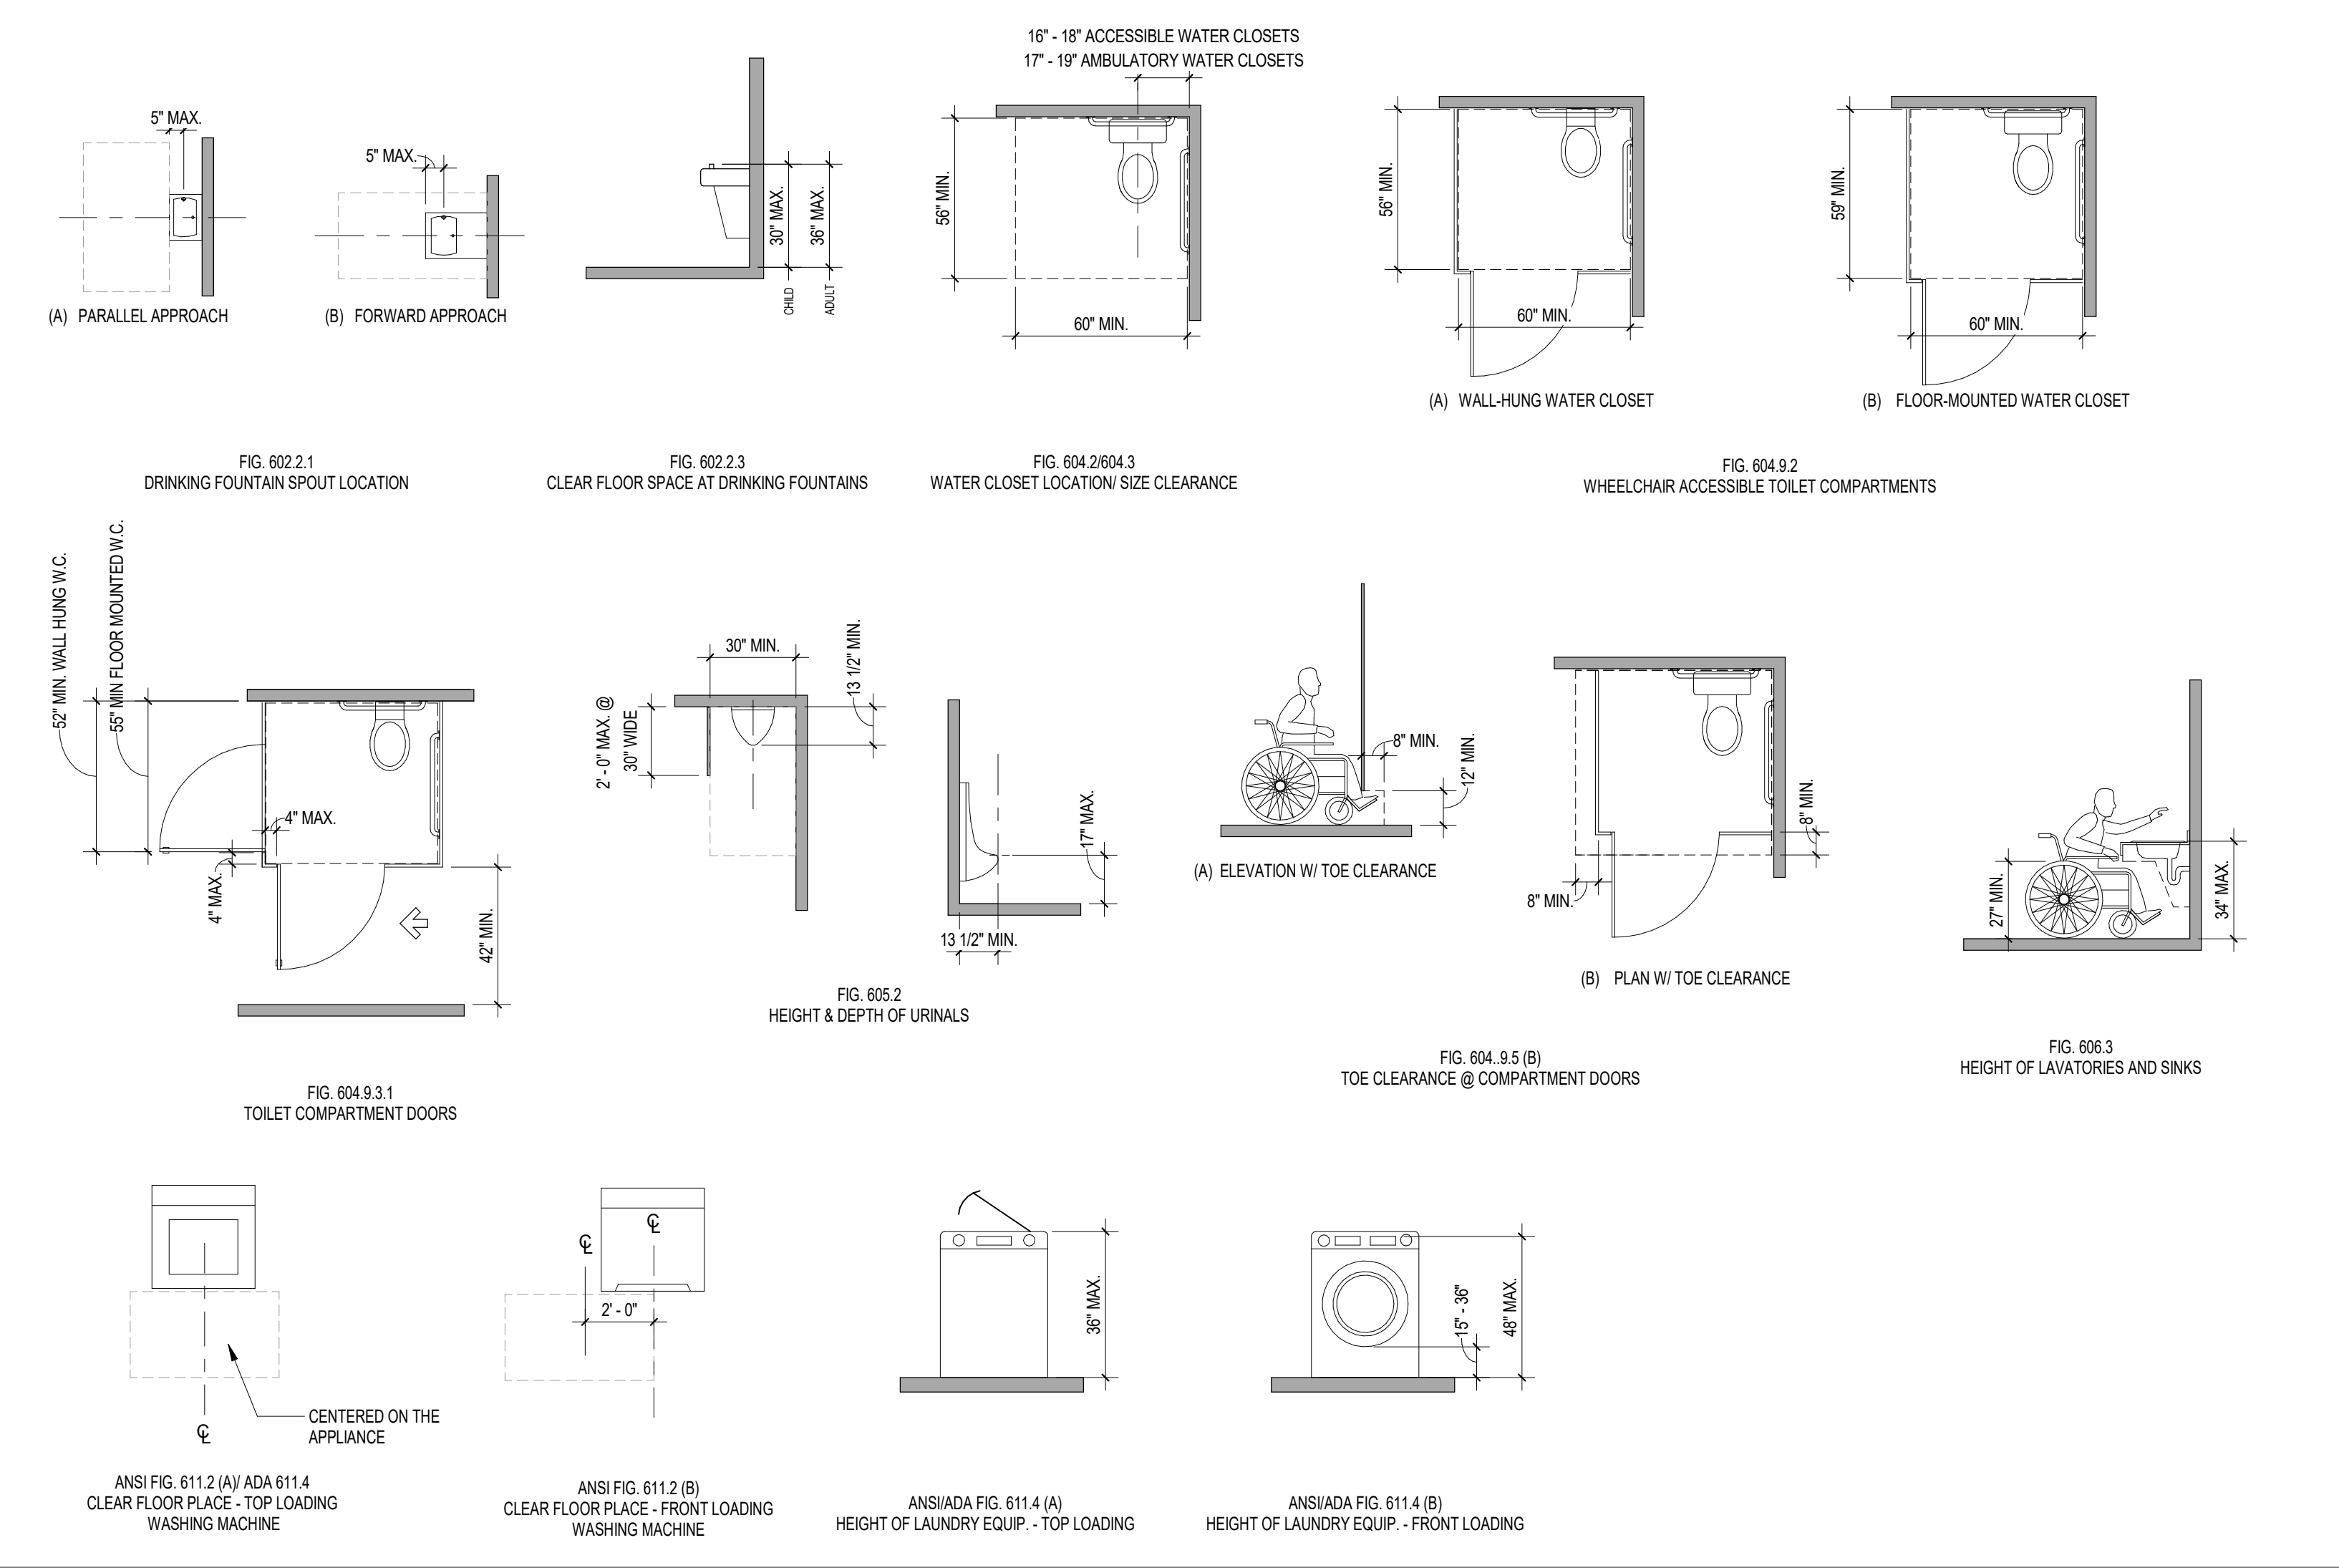 16" - 18" ACCESSIBLE WATER CLOSETS
17" - 19" AMBULATORY WATER CLOSETS
5" MAX.
(A) PARALLEL APPROACH
5" MAX.
(B) FORWARD APPROACH
FIG. 602.2.1
DRINKING FOUNTAIN SPOUT LOCATION
30" MAX.
36" MAX.
CHILD
ADULT
FIG. 602.2.3
CLEAR FLOOR SPACE AT DRINKING FOUNTAINS
56" MIN.
60" MIN.
FIG. 604.2/604.3
WATER CLOSET LOCATION/ SIZE CLEARANCE
56" MIN.
60" MIN.
(A) WALL-HUNG WATER CLOSET
59" MIN.
60" MIN.
(B) FLOOR-MOUNTED WATER CLOSET
FIG. 604.9.2
WHEELCHAIR ACCESSIBLE TOILET COMPARTMENTS
52" MIN. WALL HUNG W.C.
55" MIN FLOOR MOUNTED W.C.
4" MAX.
4" MAX.
42" MIN.
FIG. 604.9.3.1
TOILET COMPARTMENT DOORS
30" MIN.
13 1/2" MIN.
2' - 0" MAX. @
30" WIDE
17" MAX.
13 1/2" MIN.
FIG. 605.2
HEIGHT & DEPTH OF URINALS
8" MIN.
12" MIN.
(A) ELEVATION W/ TOE CLEARANCE
8" MIN.
8" MIN.
(B) PLAN W/ TOE CLEARANCE
FIG. 604..9.5 (B)
TOE CLEARANCE @ COMPARTMENT DOORS
27" MIN.
34" MAX.
FIG. 606.3
HEIGHT OF LAVATORIES AND SINKS
℄
CENTERED ON THE
APPLIANCE
ANSI FIG. 611.2 (A)/ ADA 611.4
CLEAR FLOOR PLACE - TOP LOADING
WASHING MACHINE
℄
℄
2' - 0"
ANSI FIG. 611.2 (B)
CLEAR FLOOR PLACE - FRONT LOADING
WASHING MACHINE
36" MAX.
ANSI/ADA FIG. 611.4 (A)
HEIGHT OF LAUNDRY EQUIP. - TOP LOADING
15" - 36"
48" MAX.
ANSI/ADA FIG. 611.4 (B)
HEIGHT OF LAUNDRY EQUIP. - FRONT LOADING